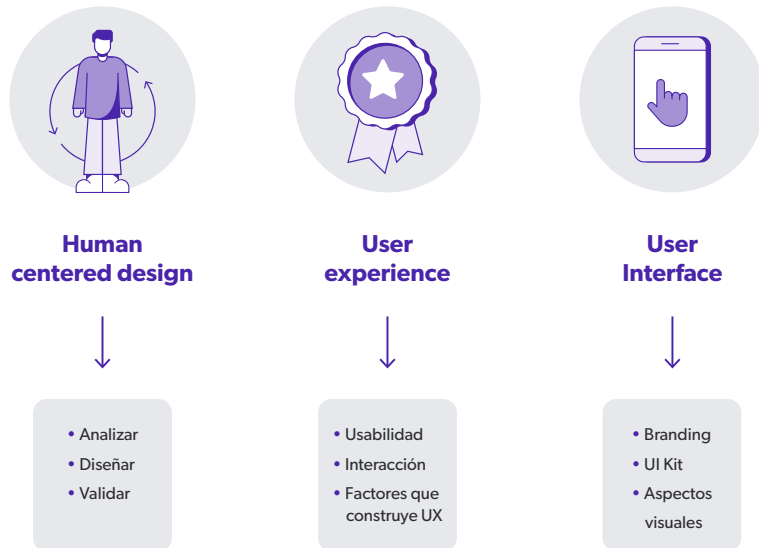 Human
centered design
User
experience
User
Interface
• Analizar
• Diseñar
• Validar
• Usabilidad
• Interacción
• Factores que
construye UX
• Branding
• UI Kit
• Aspectos
visuales